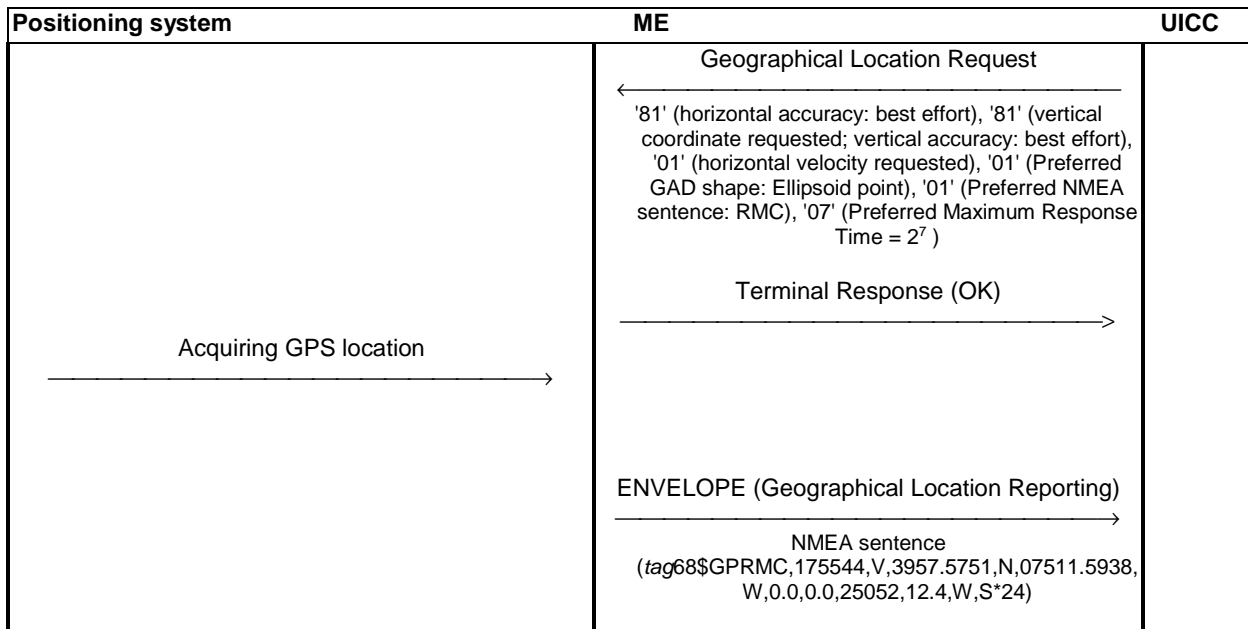 Positioning system ME UICC
Geographical Location Request
'81' (horizontal accuracy: best effort), '81' (vertical
coordinate requested; vertical accuracy: best effort),
'01' (horizontal velocity requested), '01' (Preferred
GAD shape: Ellipsoid point), '01' (Preferred NMEA
sentence: RMC), '07' (Preferred Maximum Response
Time = 2⁷ )
Terminal Response (OK)
Acquiring GPS location
ENVELOPE (Geographical Location Reporting)
NMEA sentence
(tag68$GPRMC,175544,V,3957.5751,N,07511.5938,
W,0.0,0.0,25052,12.4,W,S*24)